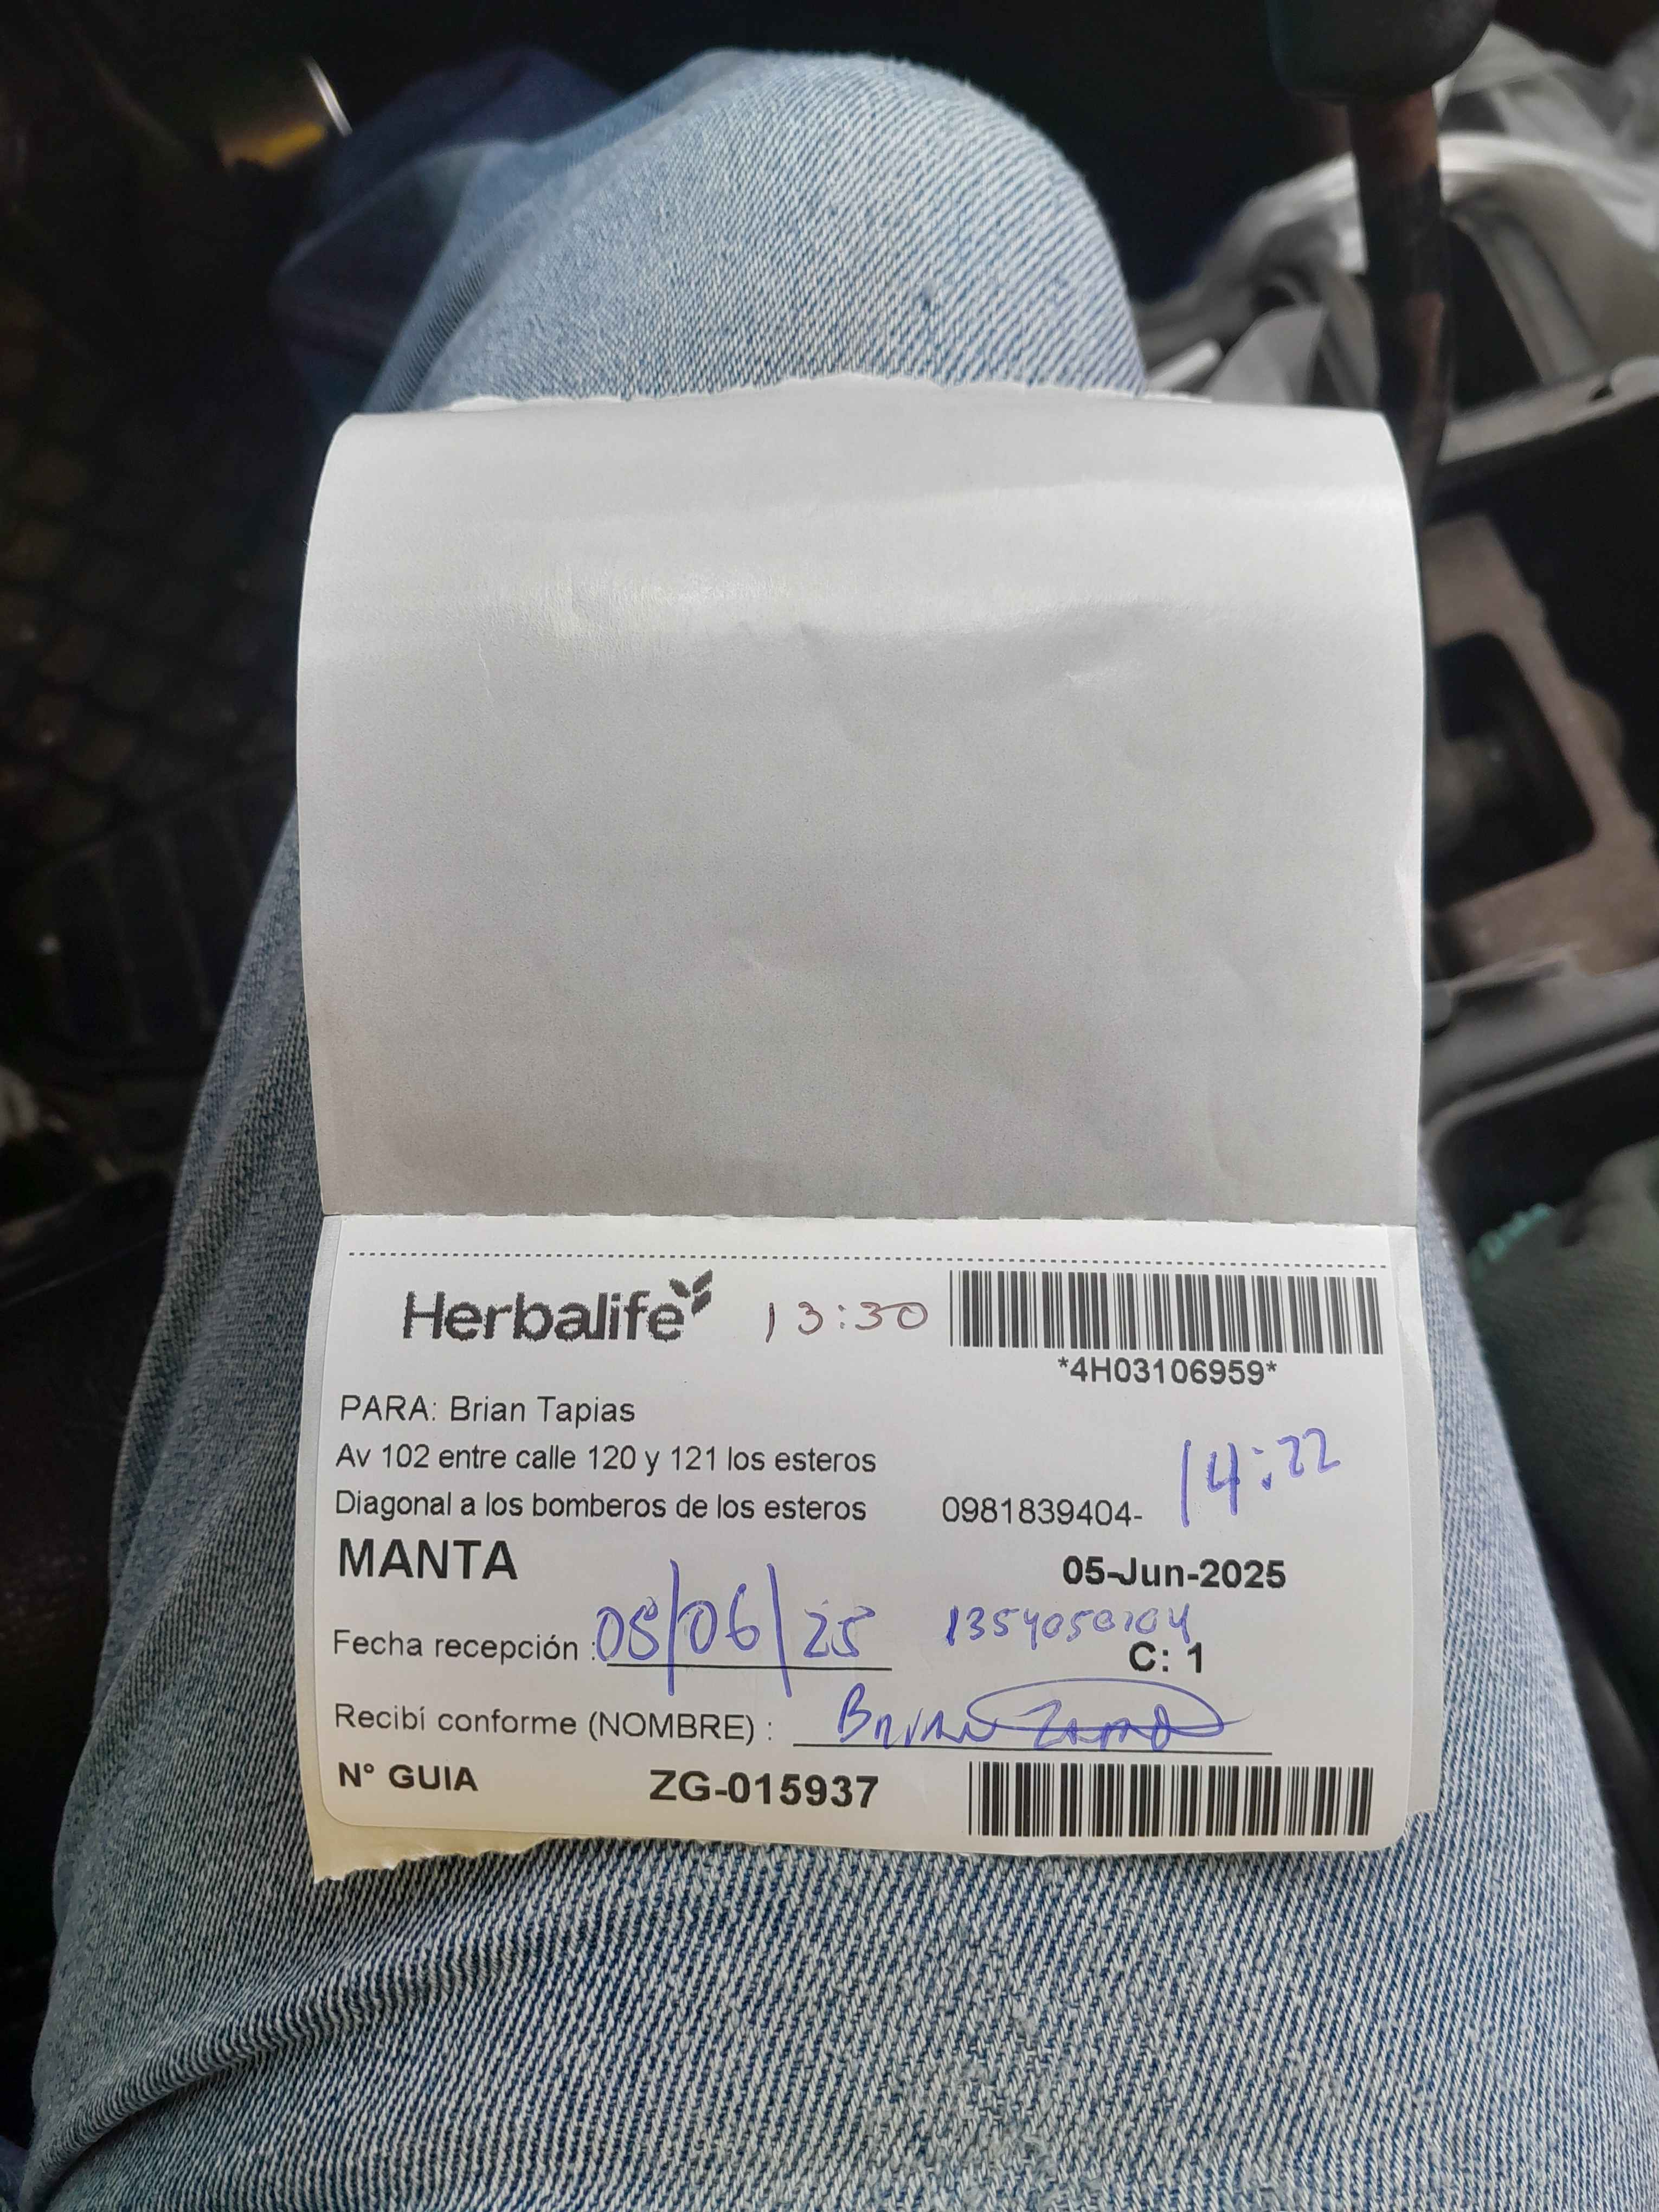 Herbalife 13:30
*4H03106959*
PARA: Brian Tapias
Av 102 entre calle 120 y 121 los esteros
14:22
Diagonal a los bomberos de los esteros 0981839404-
MANTA 05-Jun-2025
Fecha recepción : 05/06/25
C: 1
Recibí conforme (NOMBRE) : Brian
N° GUIA ZG-015937